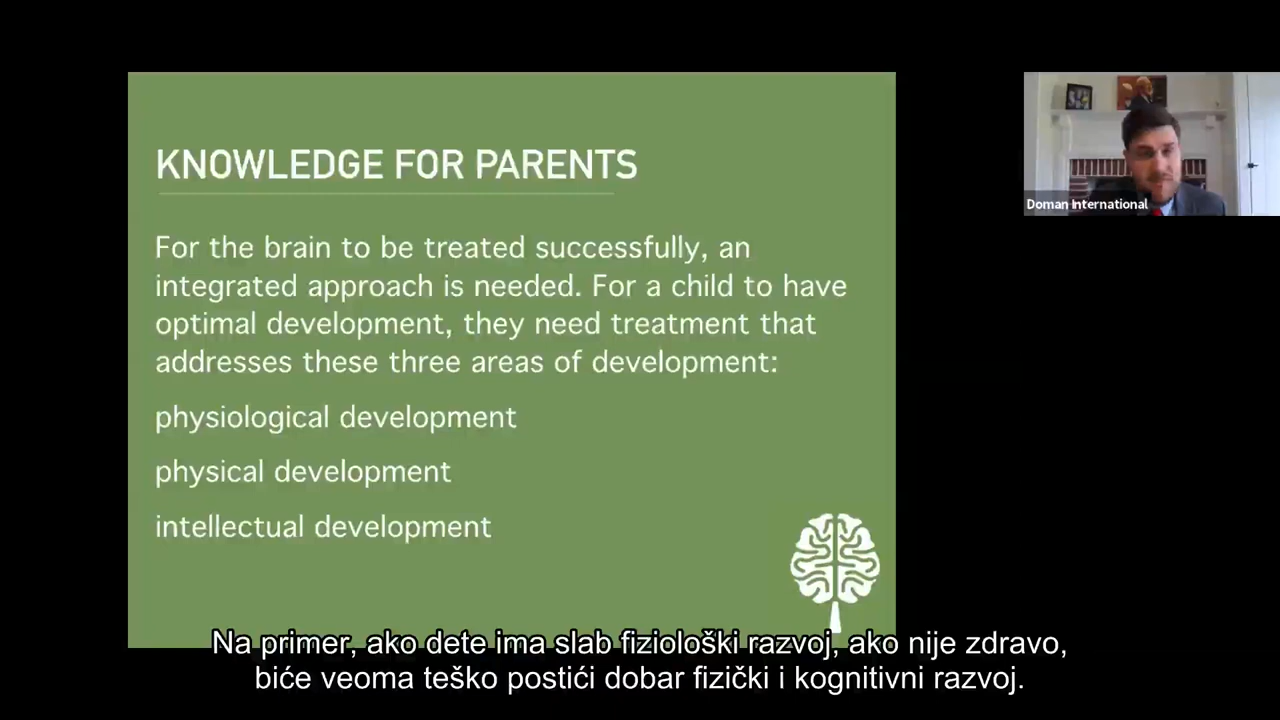 KNOWLEDGE FOR PARENTS
For the brain to be treated successfully, an
integrated approach is needed. For a child to have
optimal development, they need treatment that
addresses these three areas of development:
physiological development
physical development
intellectual development
Doman International
Na primer, ako dete ima slab fiziološki razvoj, ako nije zdravo,
biće veoma teško postići dobar fizički i kognitivni razvoj.